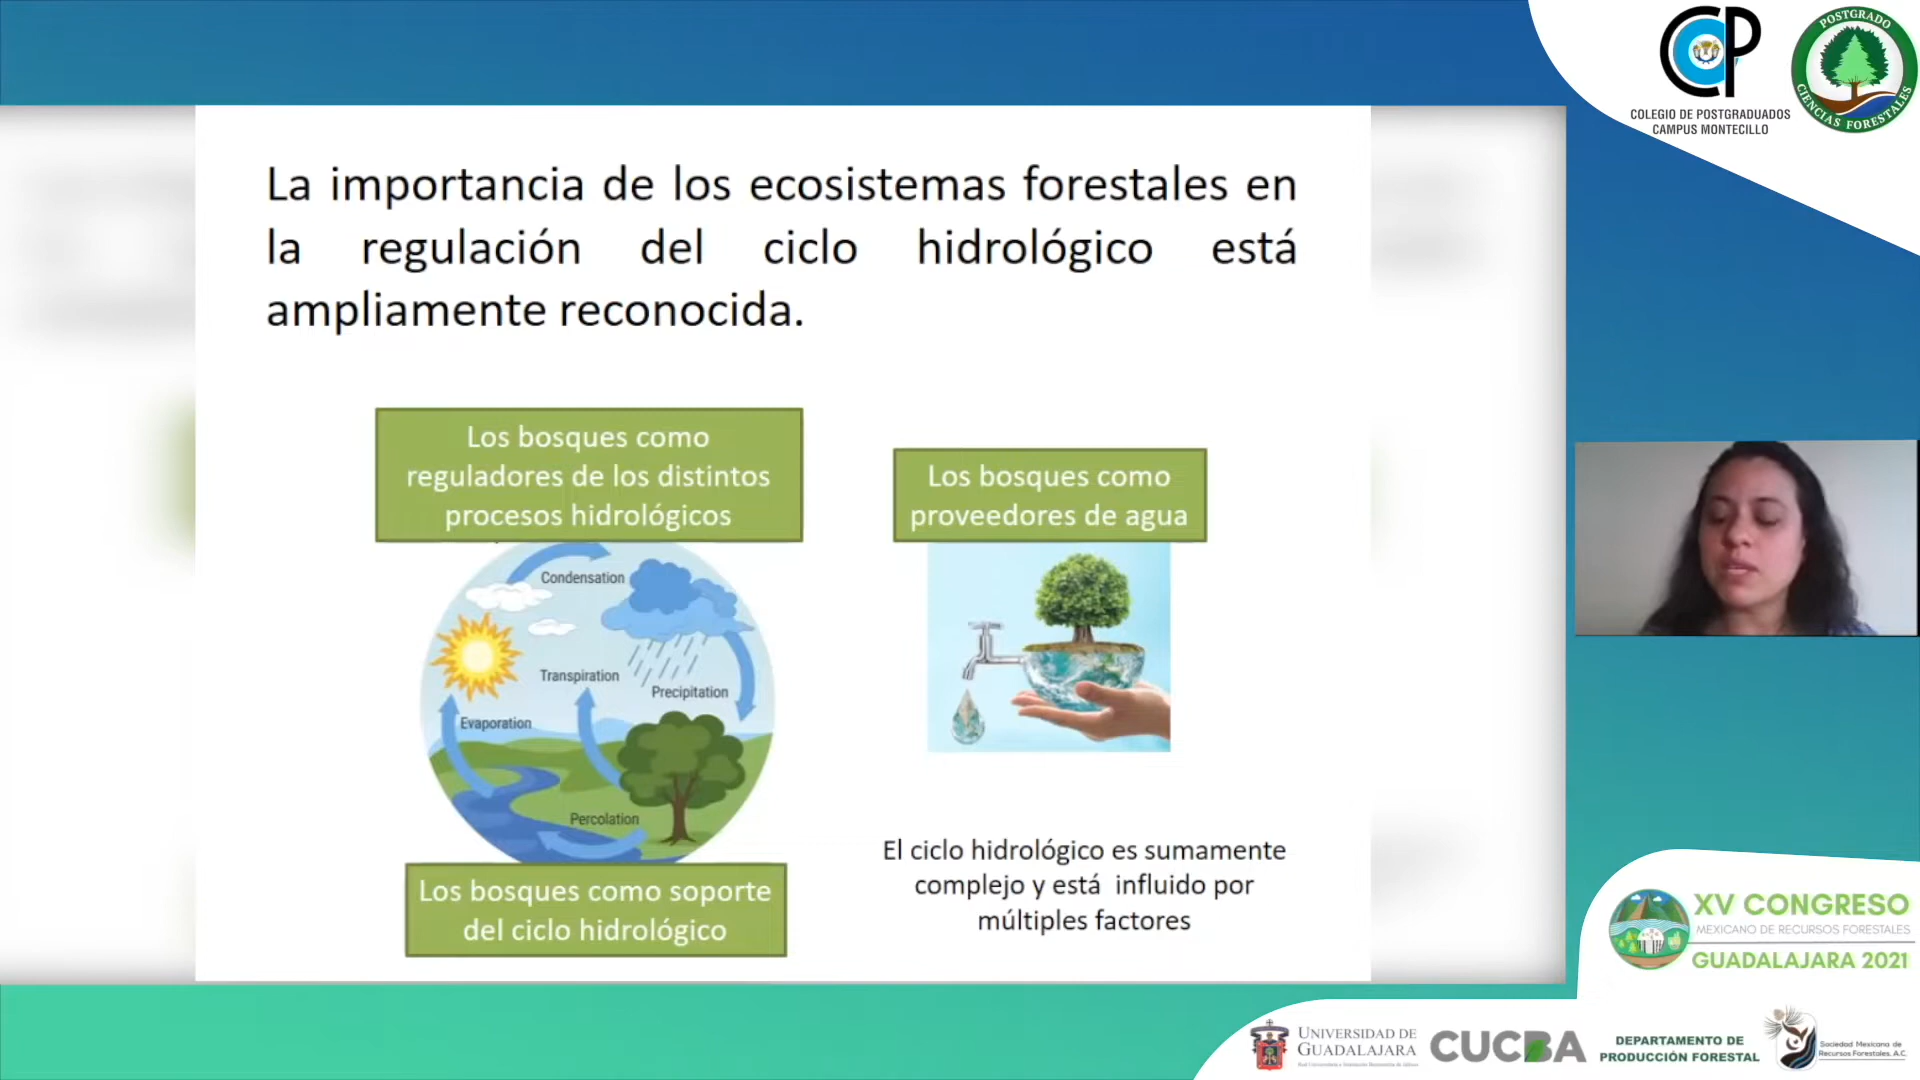 La importancia de los ecosistemas forestales en
la regulación del ciclo hidrológico está
ampliamente reconocida.
Los bosques como
reguladores de los distintos
procesos hidrológicos
Condensation
Transpiration
Precipitation
Evaporation
Percolation
Los bosques como soporte
del ciclo hidrológico
Los bosques como
proveedores de agua
El ciclo hidrológico es sumamente
complejo y está influido por
múltiples factores
CP
COLEGIO DE POSTGRADUADOS
CAMPUS MONTECILLO
POSTGRADO
CIENCIAS FORESTALES
XV CONGRESO
MEXICANO DE RECURSOS FORESTALES
GUADALAJARA 2021
UNIVERSIDAD DE
GUADALAJARA
CUCBA
DEPARTAMENTO DE
PRODUCCIÓN FORESTAL
Sociedad Mexicana de
Recursos Forestales, A.C.